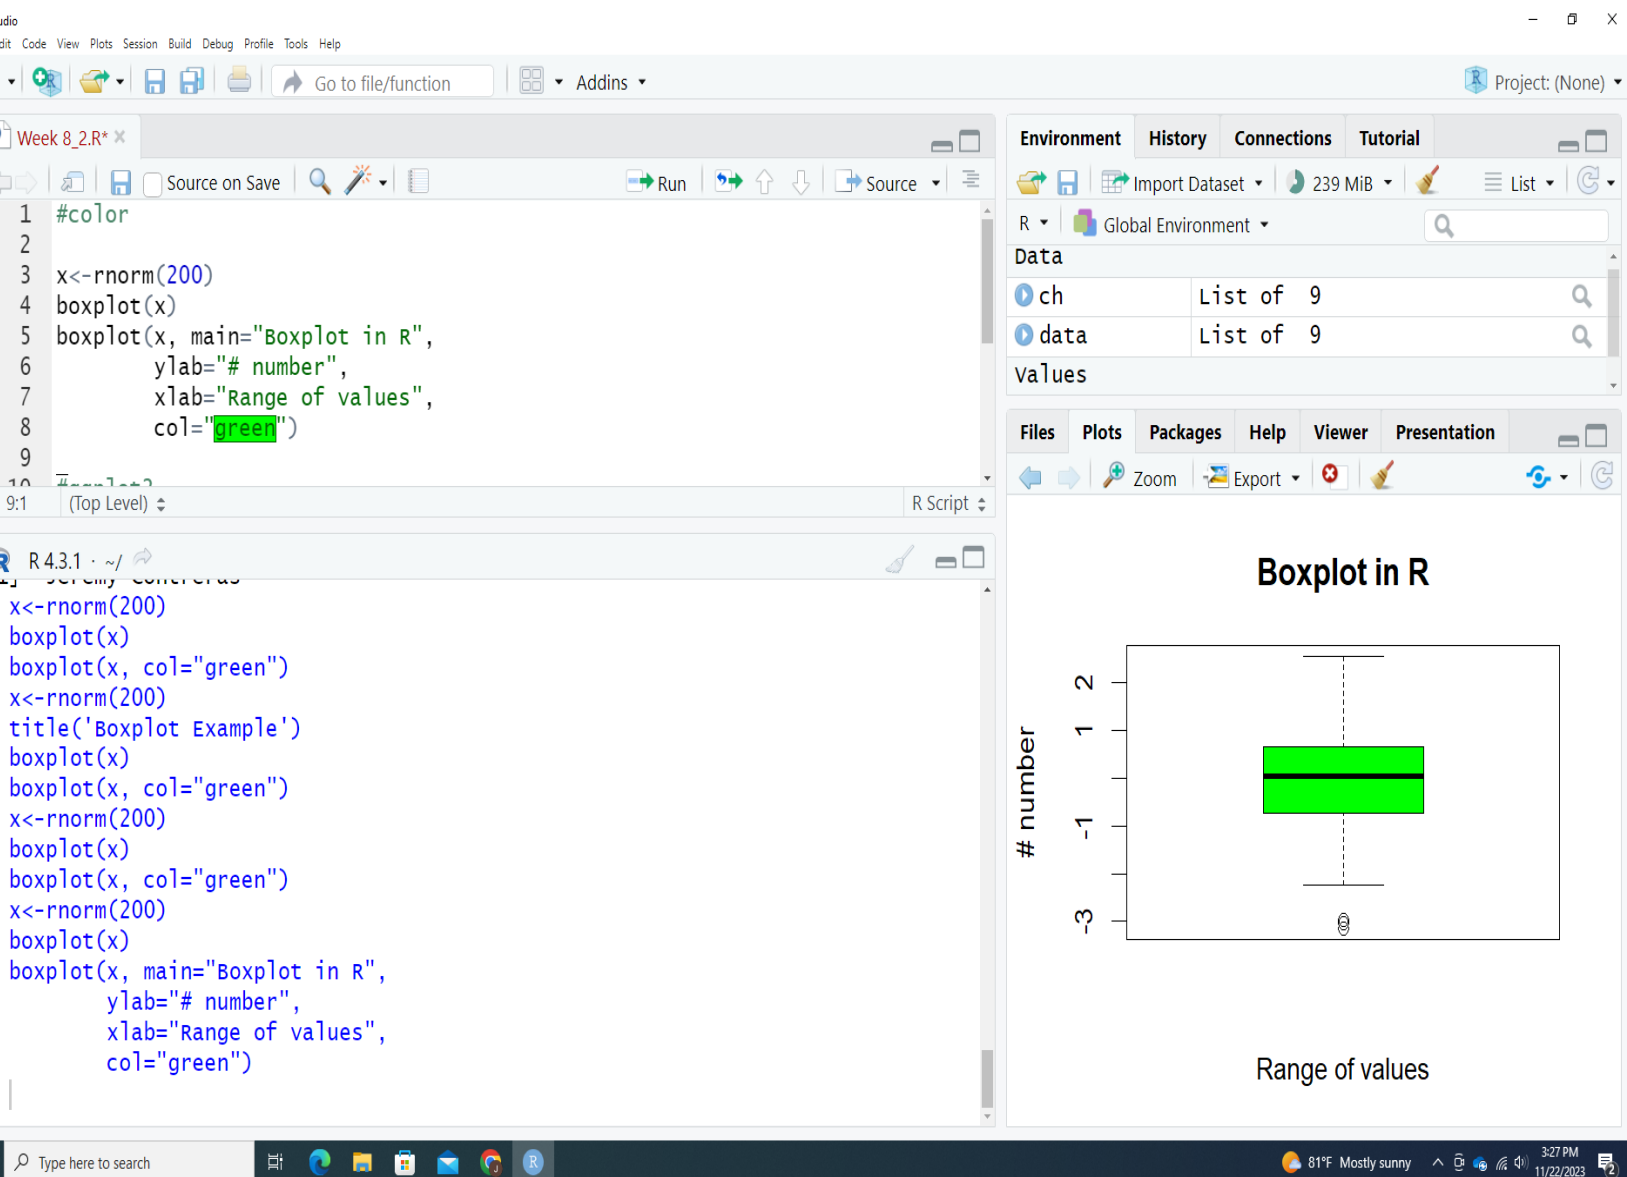 udio
dit Code View Plots Session Build Debug Profile Tools Help
Go to file/function
Addins
Project: (None)
Week 8_2.R*
Source on Save
Run
Source
1 #color
2
3 x<-rnorm(200)
4 boxplot(x)
5 boxplot(x, main="Boxplot in R",
6 ylab="# number",
7 xlab="Range of values",
8 col="green")
9
10 #ggplot2
9:1 (Top Level) R Script
R 4.3.1 · ~/
1] "Jeremy Contreras"
x<-rnorm(200)
boxplot(x)
boxplot(x, col="green")
x<-rnorm(200)
title('Boxplot Example')
boxplot(x)
boxplot(x, col="green")
x<-rnorm(200)
boxplot(x)
boxplot(x, col="green")
x<-rnorm(200)
boxplot(x)
boxplot(x, main="Boxplot in R",
ylab="# number",
xlab="Range of values",
col="green")
Environment History Connections Tutorial
Import Dataset 239 MiB List
R Global Environment
Data
ch List of 9
data List of 9
Values
Files Plots Packages Help Viewer Presentation
Zoom Export
Boxplot in R
# number
2
1
-1
-3
Range of values
Type here to search
81°F Mostly sunny
3:27 PM
11/22/2023
2